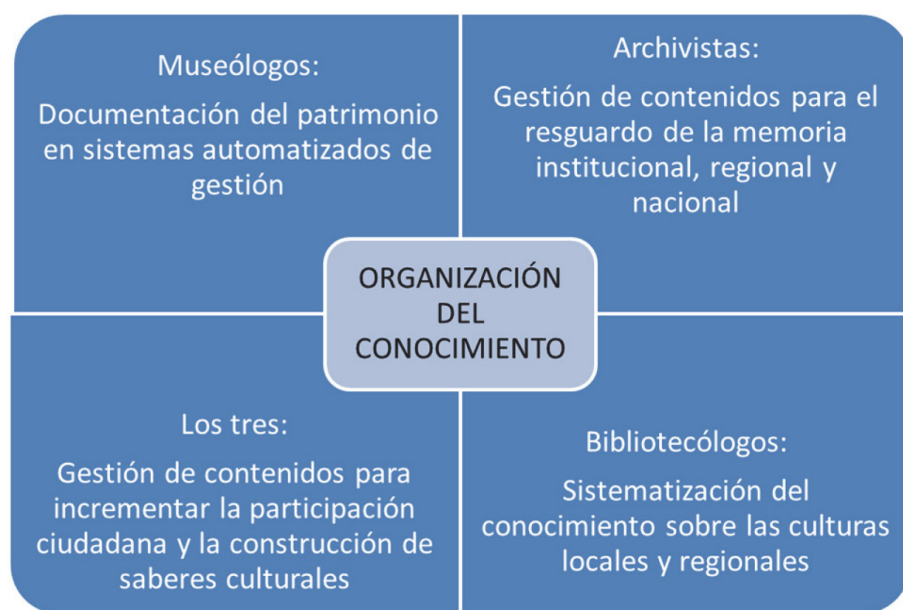 Museólogos:
Documentación del patrimonio
en sistemas automatizados de
gestión
Archivistas:
Gestión de contenidos para el
resguardo de la memoria
institucional, regional y
nacional
ORGANIZACIÓN
DEL
CONOCIMIENTO
Los tres:
Gestión de contenidos para
incrementar la participación
ciudadana y la construcción de
saberes culturales
Bibliotecólogos:
Sistematización del
conocimiento sobre las culturas
locales y regionales